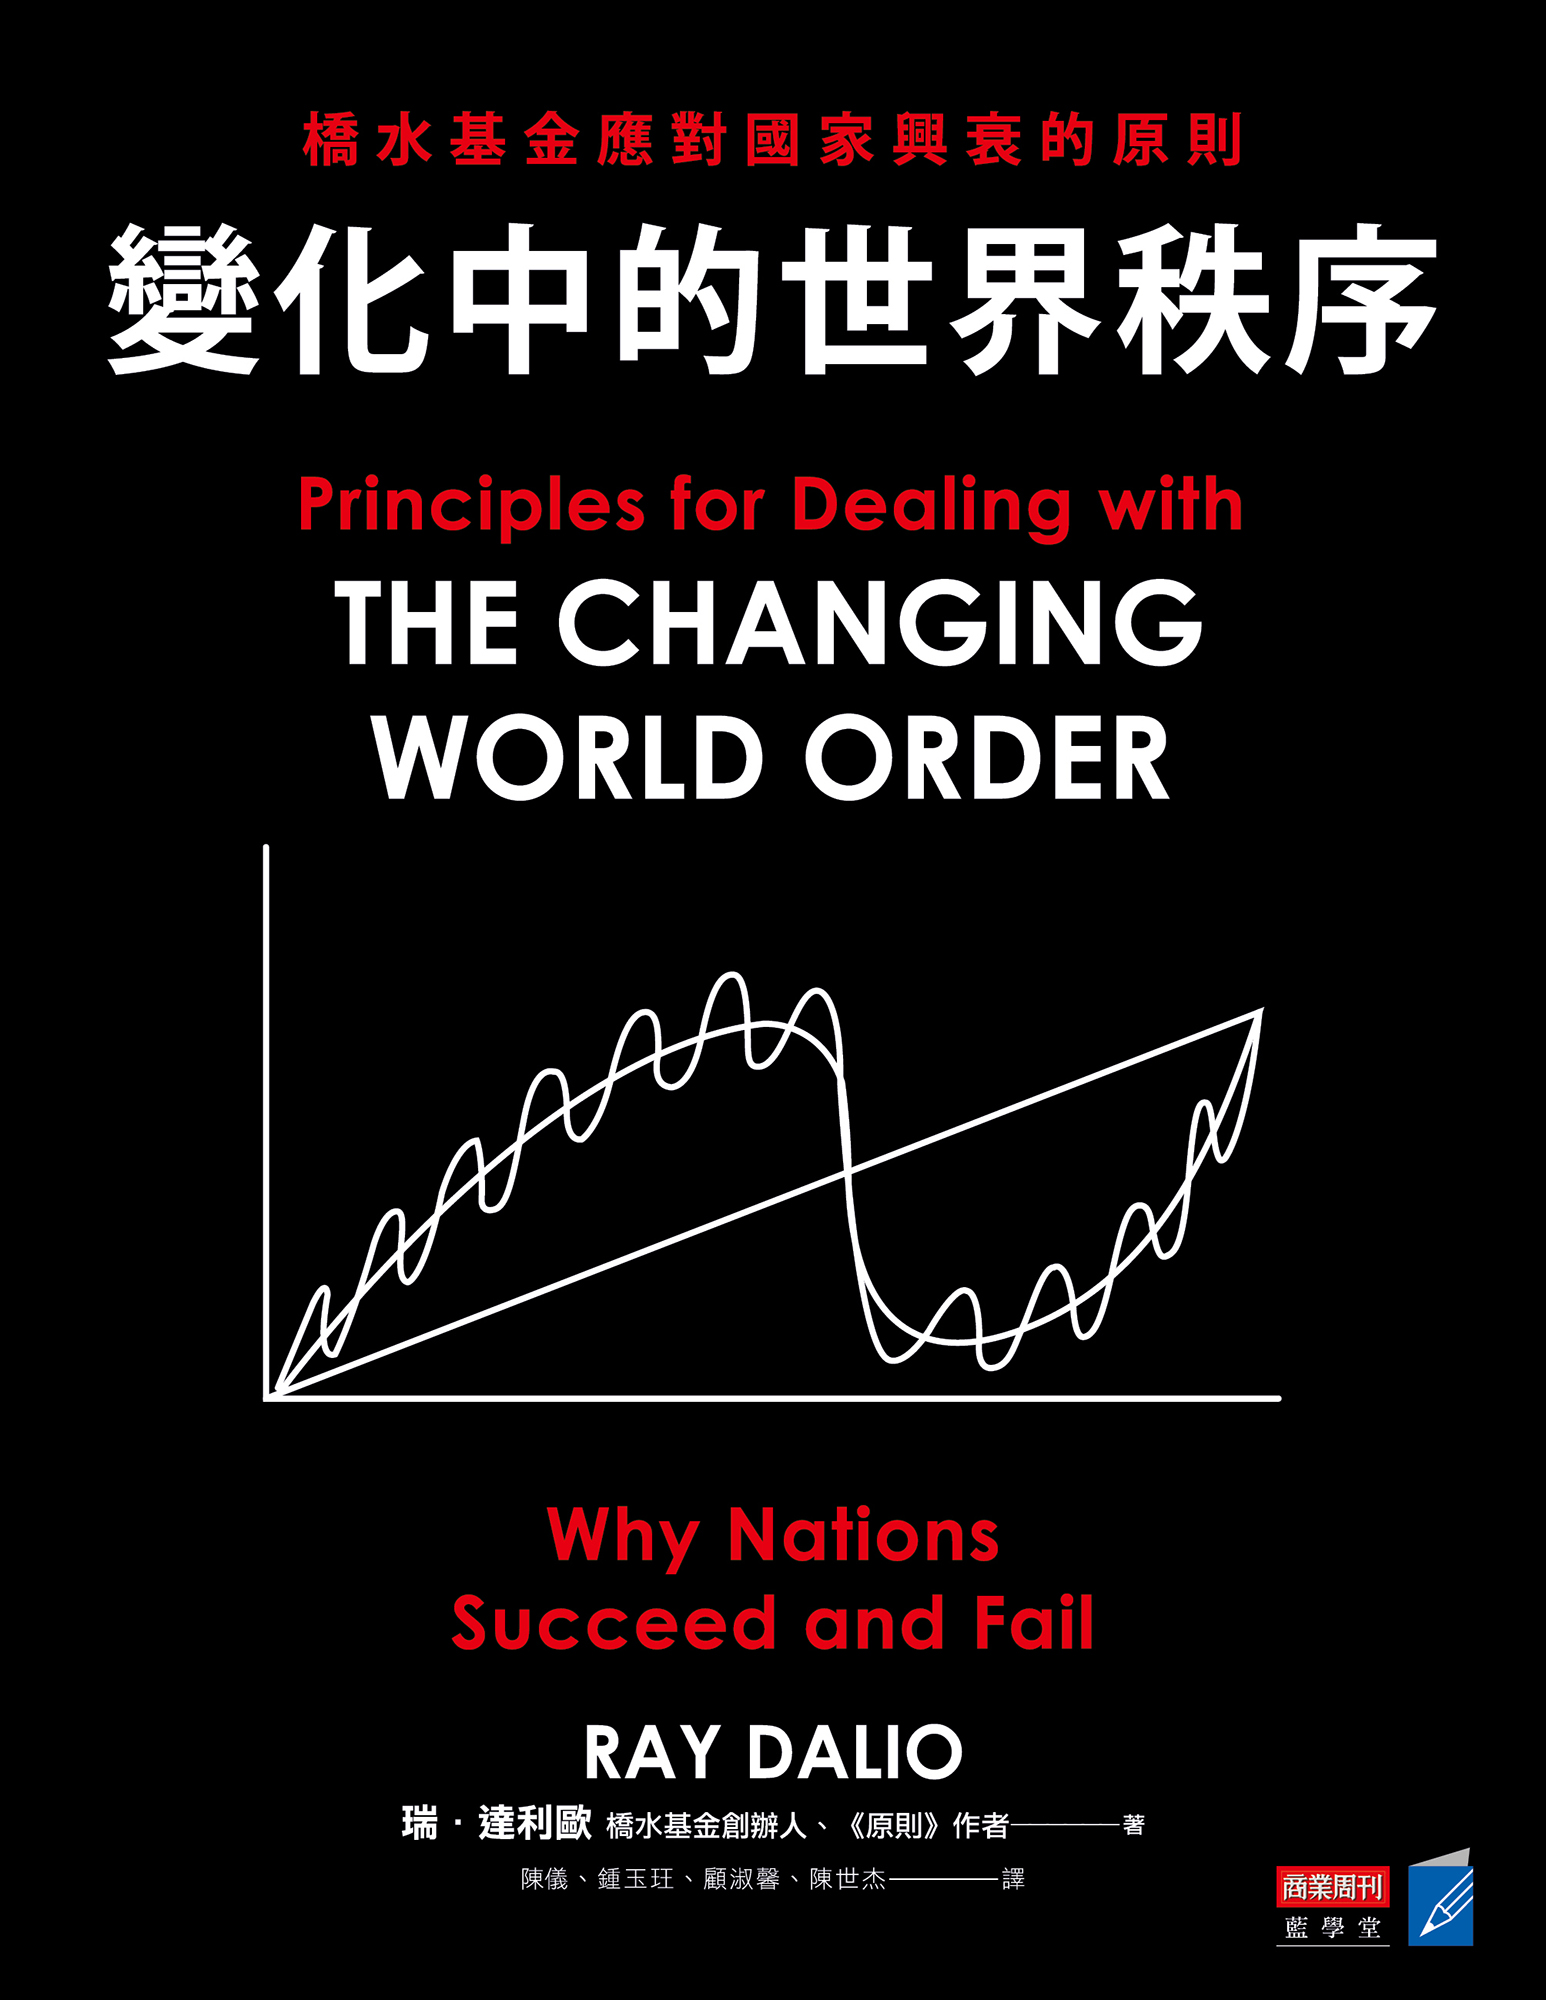 橋水基金應對國家興衰的原則
變化中的世界秩序
Principles for Dealing with
THE CHANGING
WORLD ORDER
Why Nations
Succeed and Fail
RAY DALIO
瑞‧達利歐 橋水基金創辦人、《原則》作者────著
陳儀、鍾玉玨、顧淑馨、陳世杰────譯
商業周刊
藍學堂